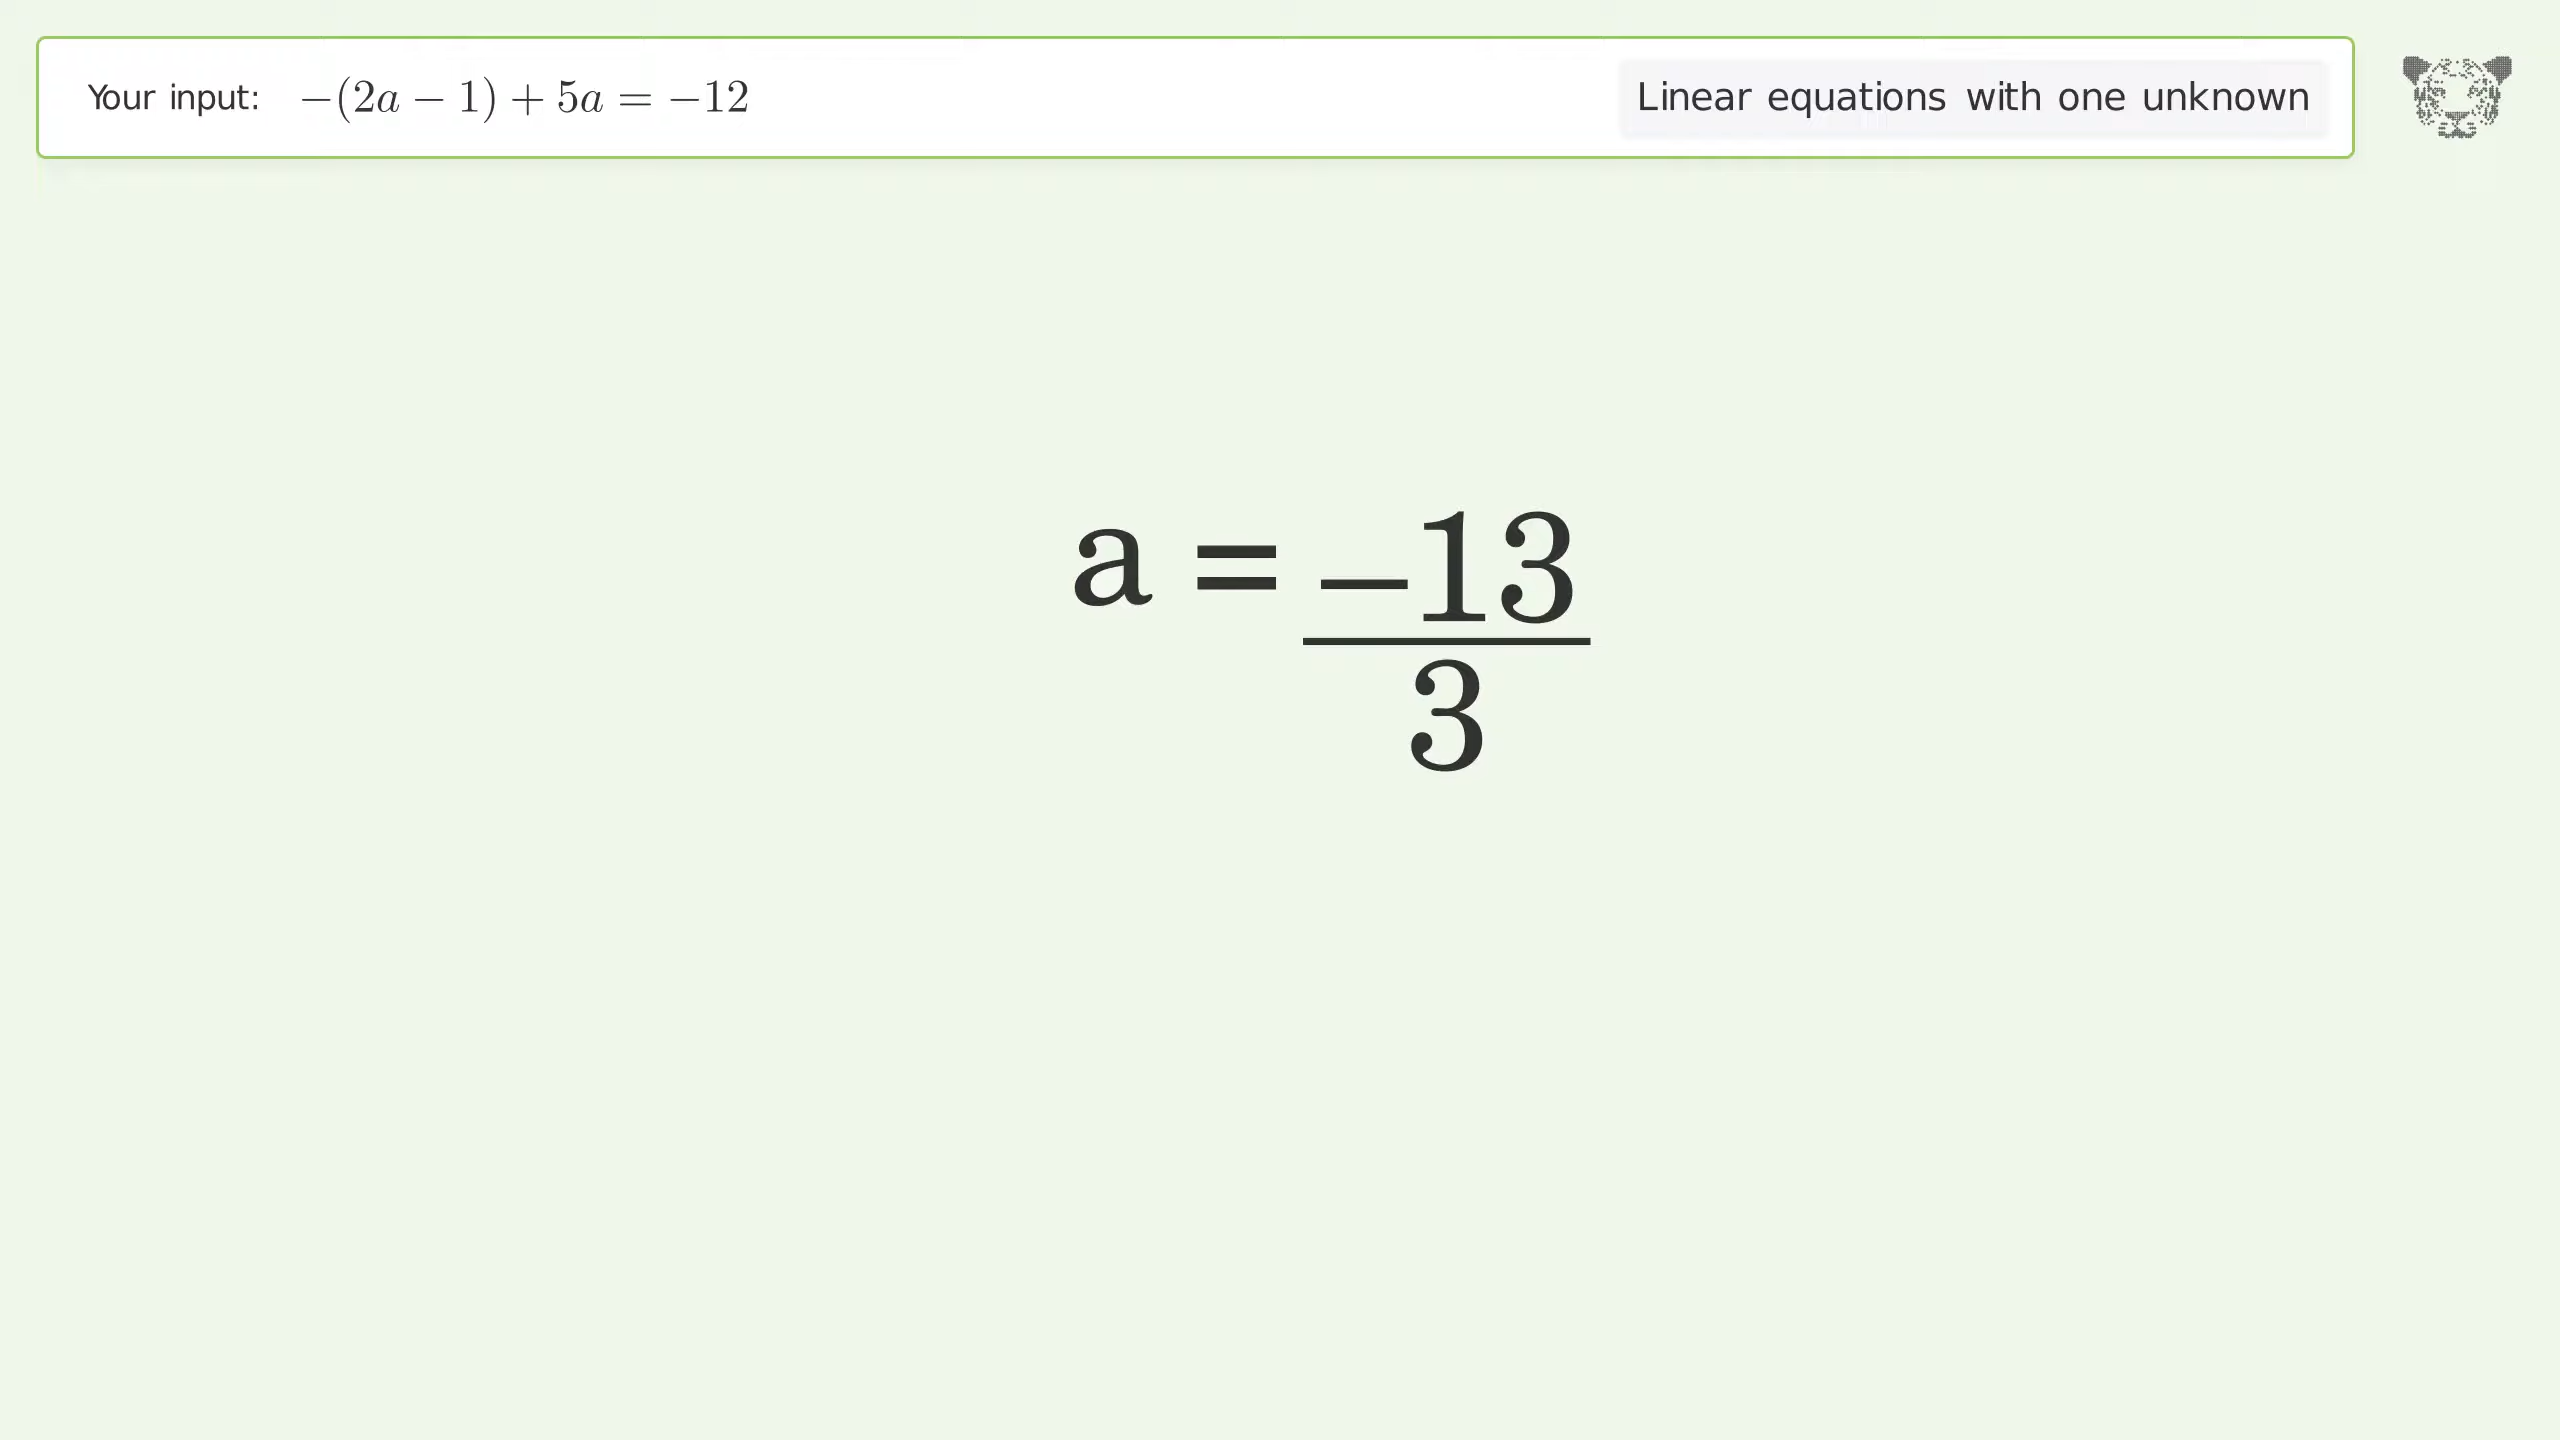 Your input: −(2a − 1) + 5a = −12
Linear equations with one unknown
a = −13
3